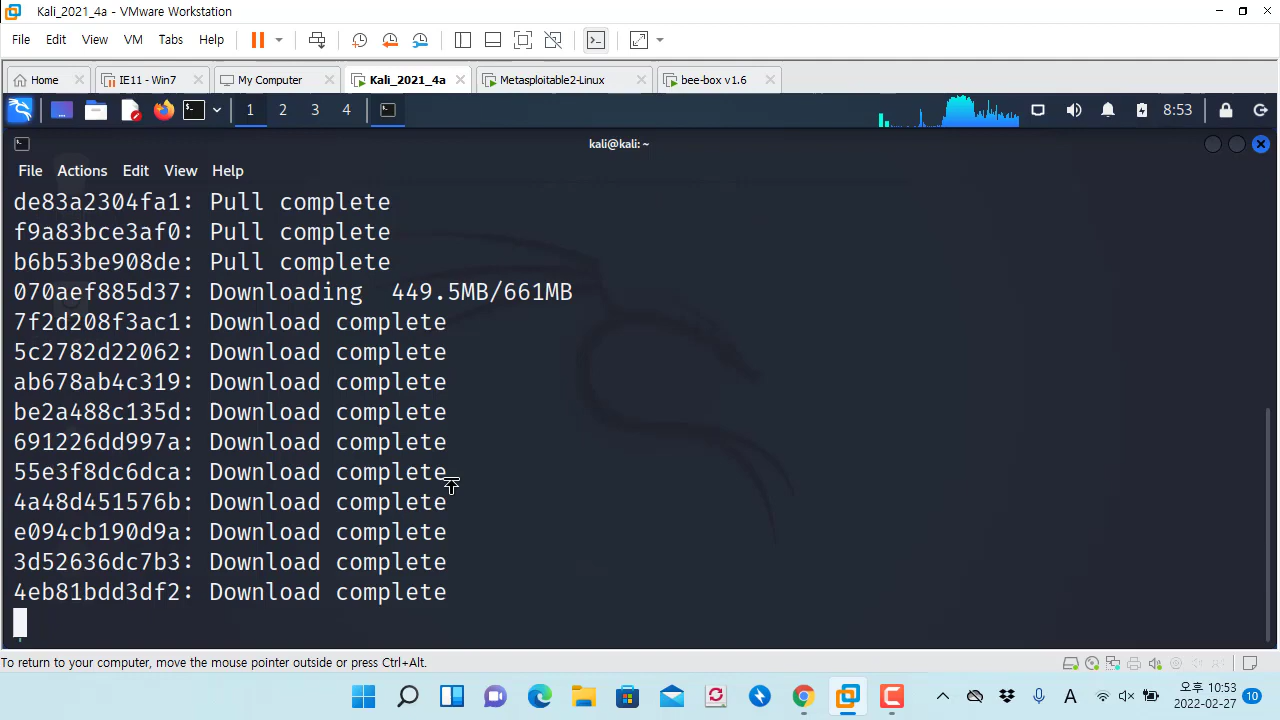 Kali_2021_4a - VMware Workstation
File Edit View VM Tabs Help
Home IE11 - Win7 My Computer Kali_2021_4a Metasploitable2-Linux bee-box v1.6
1 2 3 4 8:53
kali@kali: ~
File Actions Edit View Help
de83a2304fa1: Pull complete
f9a83bce3af0: Pull complete
b6b53be908de: Pull complete
070aef885d37: Downloading 449.5MB/661MB
7f2d208f3ac1: Download complete
5c2782d22062: Download complete
ab678ab4c319: Download complete
be2a488c135d: Download complete
691226dd997a: Download complete
55e3f8dc6dca: Download complete
4a48d451576b: Download complete
e094cb190d9a: Download complete
3d52636dc7b3: Download complete
4eb81bdd3df2: Download complete
To return to your computer, move the mouse pointer outside or press Ctrl+Alt.
A 오후 10:53
2022-02-27 10